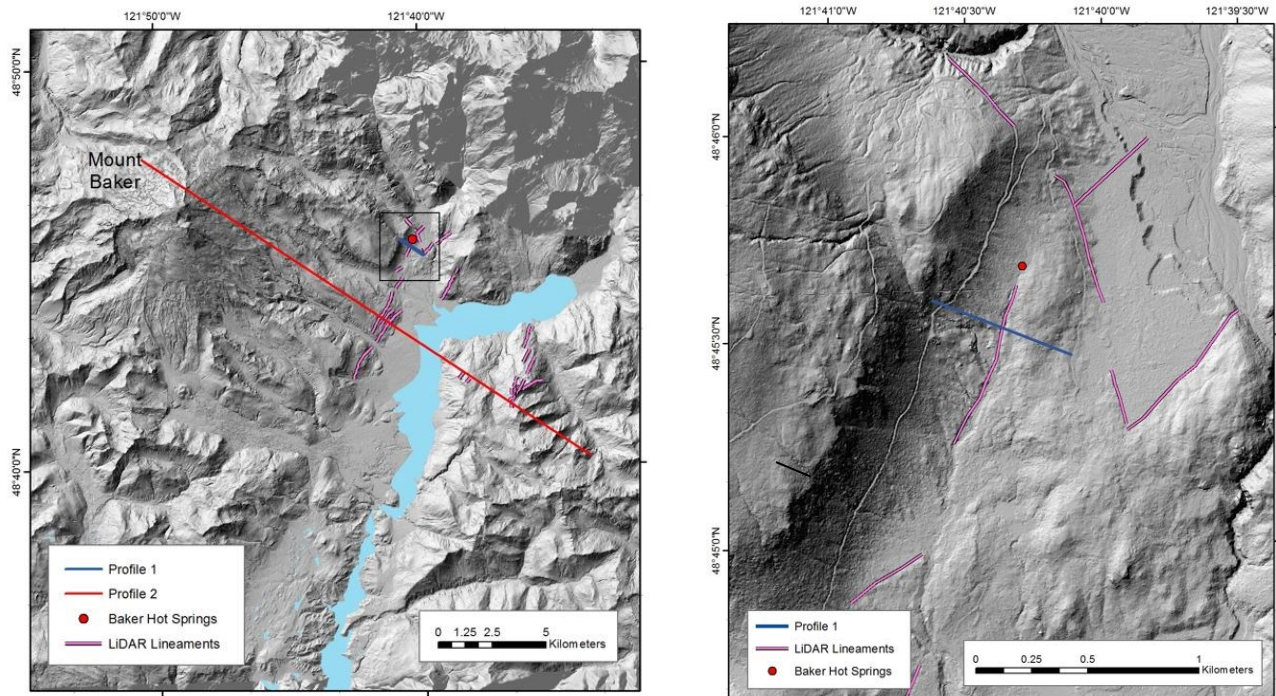 121°50'0"W
121°40'0"W
48°50'0"N
48°40'0"N
Mount
Baker
Profile 1
Profile 2
Baker Hot Springs
LiDAR Lineaments
0 1.25 2.5 5
Kilometers
121°41'0"W
121°40'30"W
121°40'0"W
121°39'30"W
48°46'0"N
48°45'30"N
48°45'0"N
Profile 1
LiDAR Lineaments
Baker Hot Springs
0 0.25 0.5 1
Kilometers